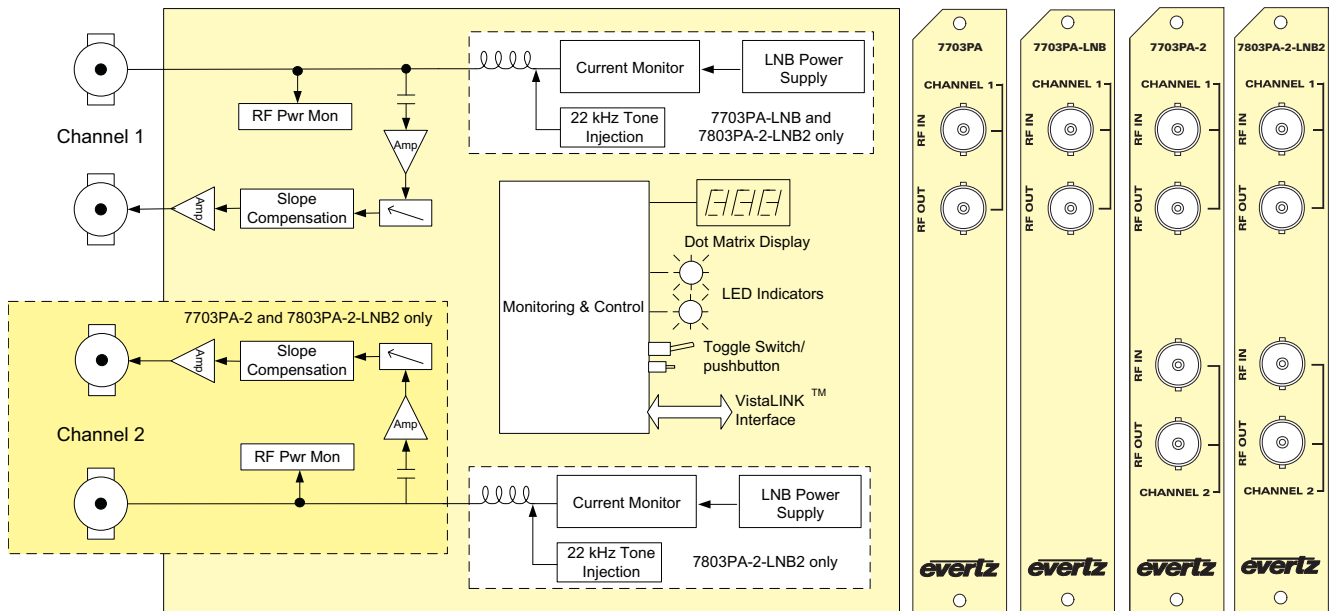 Channel 1
RF Pwr Mon
Amp
Amp
Slope
Compensation
Current Monitor
LNB Power
Supply
22 kHz Tone
Injection
7703PA-LNB and
7803PA-2-LNB2 only
Monitoring & Control
Dot Matrix Display
LED Indicators
Toggle Switch/
pushbutton
VistaLINK TM
Interface
7703PA-2 and 7803PA-2-LNB2 only
Amp
Slope
Compensation
Amp
Channel 2
RF Pwr Mon
Current Monitor
LNB Power
Supply
22 kHz Tone
Injection
7803PA-2-LNB2 only
7703PA
CHANNEL 1
RF IN
RF OUT
evertz
7703PA-LNB
CHANNEL 1
RF IN
RF OUT
evertz
7703PA-2
CHANNEL 1
RF IN
RF OUT
RF IN
RF OUT
CHANNEL 2
evertz
7803PA-2-LNB2
CHANNEL 1
RF IN
RF OUT
RF IN
RF OUT
CHANNEL 2
evertz